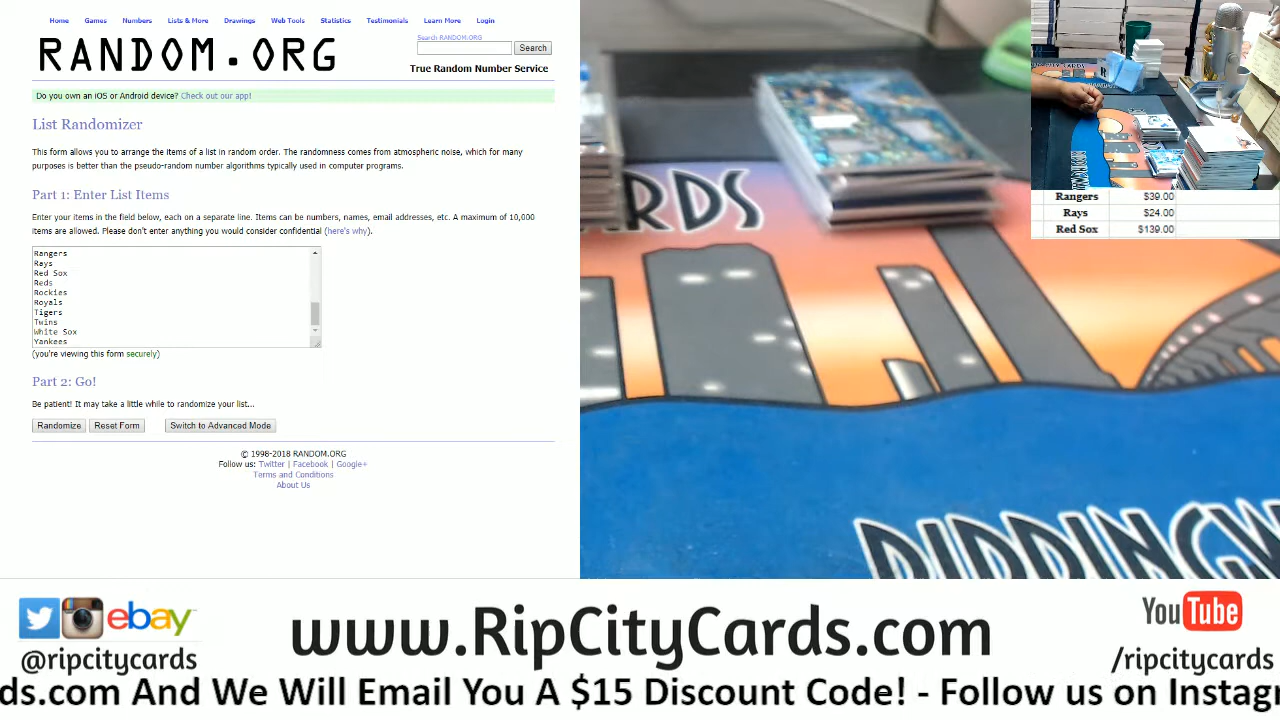 Home Games Numbers Lists & More Drawings Web Tools Statistics Testimonials Learn More Login
RANDOM.ORG
Search RANDOM.ORG
Search
True Random Number Service
Do you own an iOS or Android device? Check out our app!
List Randomizer
This form allows you to arrange the items of a list in random order. The randomness comes from atmospheric noise, which for many
purposes is better than the pseudo-random number algorithms typically used in computer programs.
Part 1: Enter List Items
Enter your items in the field below, each on a separate line. Items can be numbers, names, email addresses, etc. A maximum of 10,000
items are allowed. Please don't enter anything you would consider confidential (here's why).
Rangers
Rays
Red Sox
Reds
Rockies
Royals
Tigers
Twins
White Sox
Yankees
(you're viewing this form securely)
Part 2: Go!
Be patient! It may take a little while to randomize your list...
Randomize Reset Form Switch to Advanced Mode
© 1998-2018 RANDOM.ORG
Follow us: Twitter | Facebook | Google+
Terms and Conditions
About Us
RDS
Rangers $39.00
Rays $24.00
Red Sox $139.00
ebay
@ripcitycards
www.RipCityCards.com
YouTube
/ripcitycards
ds.com And We Will Email You A $15 Discount Code! - Follow us on Instag